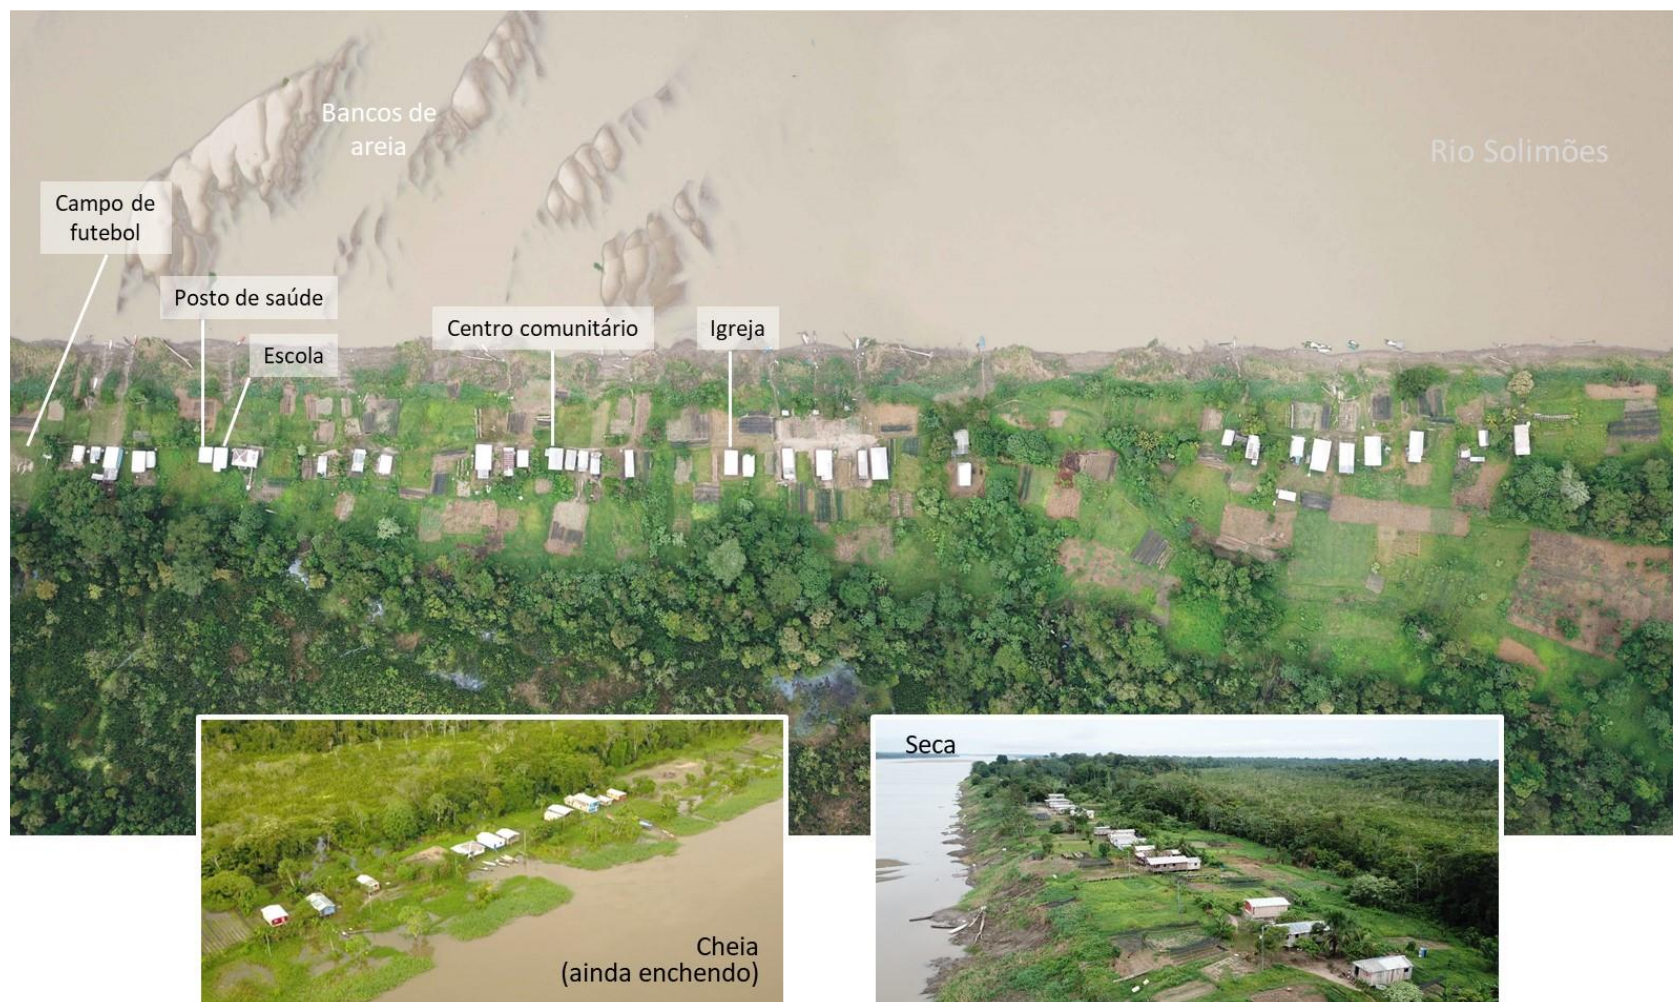 Bancos de
areia
Rio Solimões
Campo de
futebol
Posto de saúde
Escola
Centro comunitário
Igreja
Cheia
(ainda enchendo)
Seca